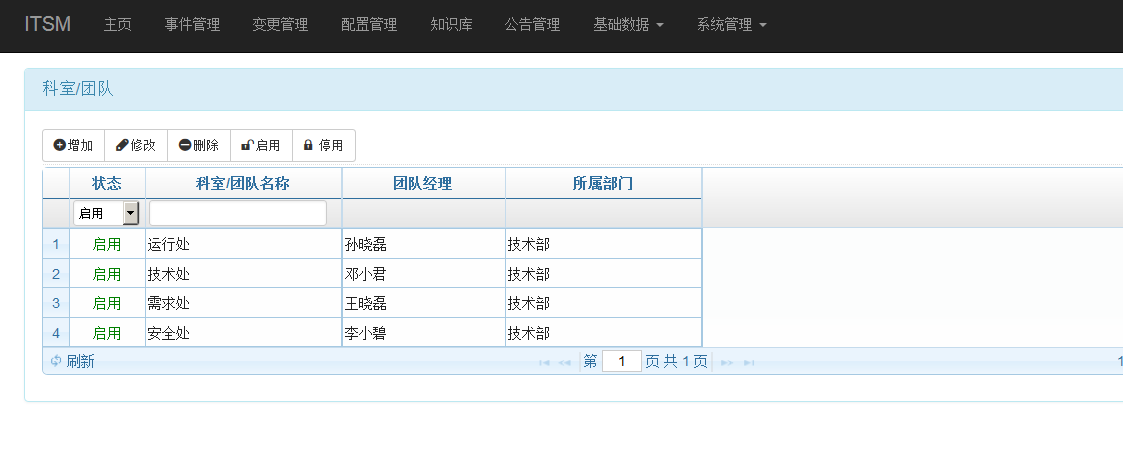 ITSM 主页 事件管理 变更管理 配置管理 知识库 公告管理 基础数据 系统管理
科室/团队
增加 修改 删除 启用 停用
状态 科室/团队名称 团队经理 所属部门
启用
1 启用 运行处 孙晓磊 技术部
2 启用 技术处 邓小君 技术部
3 启用 需求处 王晓磊 技术部
4 启用 安全处 李小碧 技术部
刷新 第 1 页 共 1 页